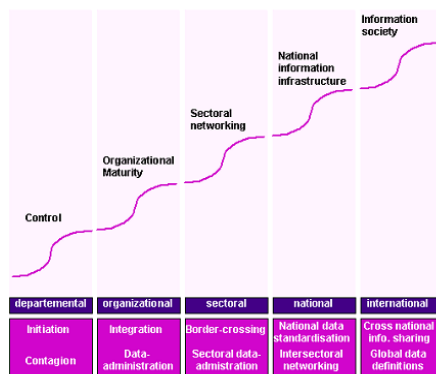 Information
society
National
information
infrastructure
Sectoral
networking
Organizational
Maturity
Control
departemental
organizational
sectoral
national
international
Initiation
Contagion
Integration
Data-
administration
Border-crossing
Sectoral data-
admistration
National data
standardisation
Intersectoral
networking
Cross national
info. sharing
Global data
definitions